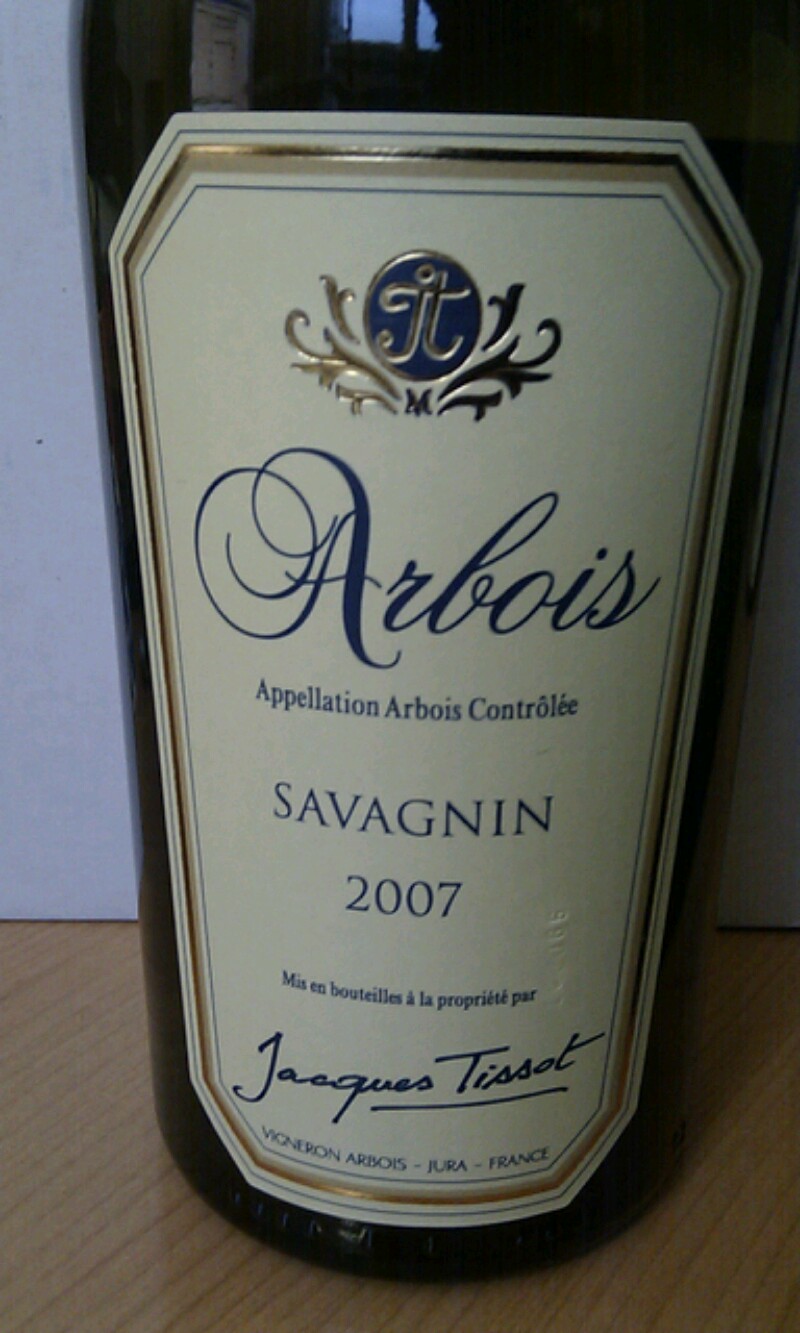 JT
Arbois
Appellation Arbois Contrôlée
SAVAGNIN
2007
Mis en bouteilles à la propriété par
Jacques Tissot
VIGNERON ARBOIS - JURA - FRANCE